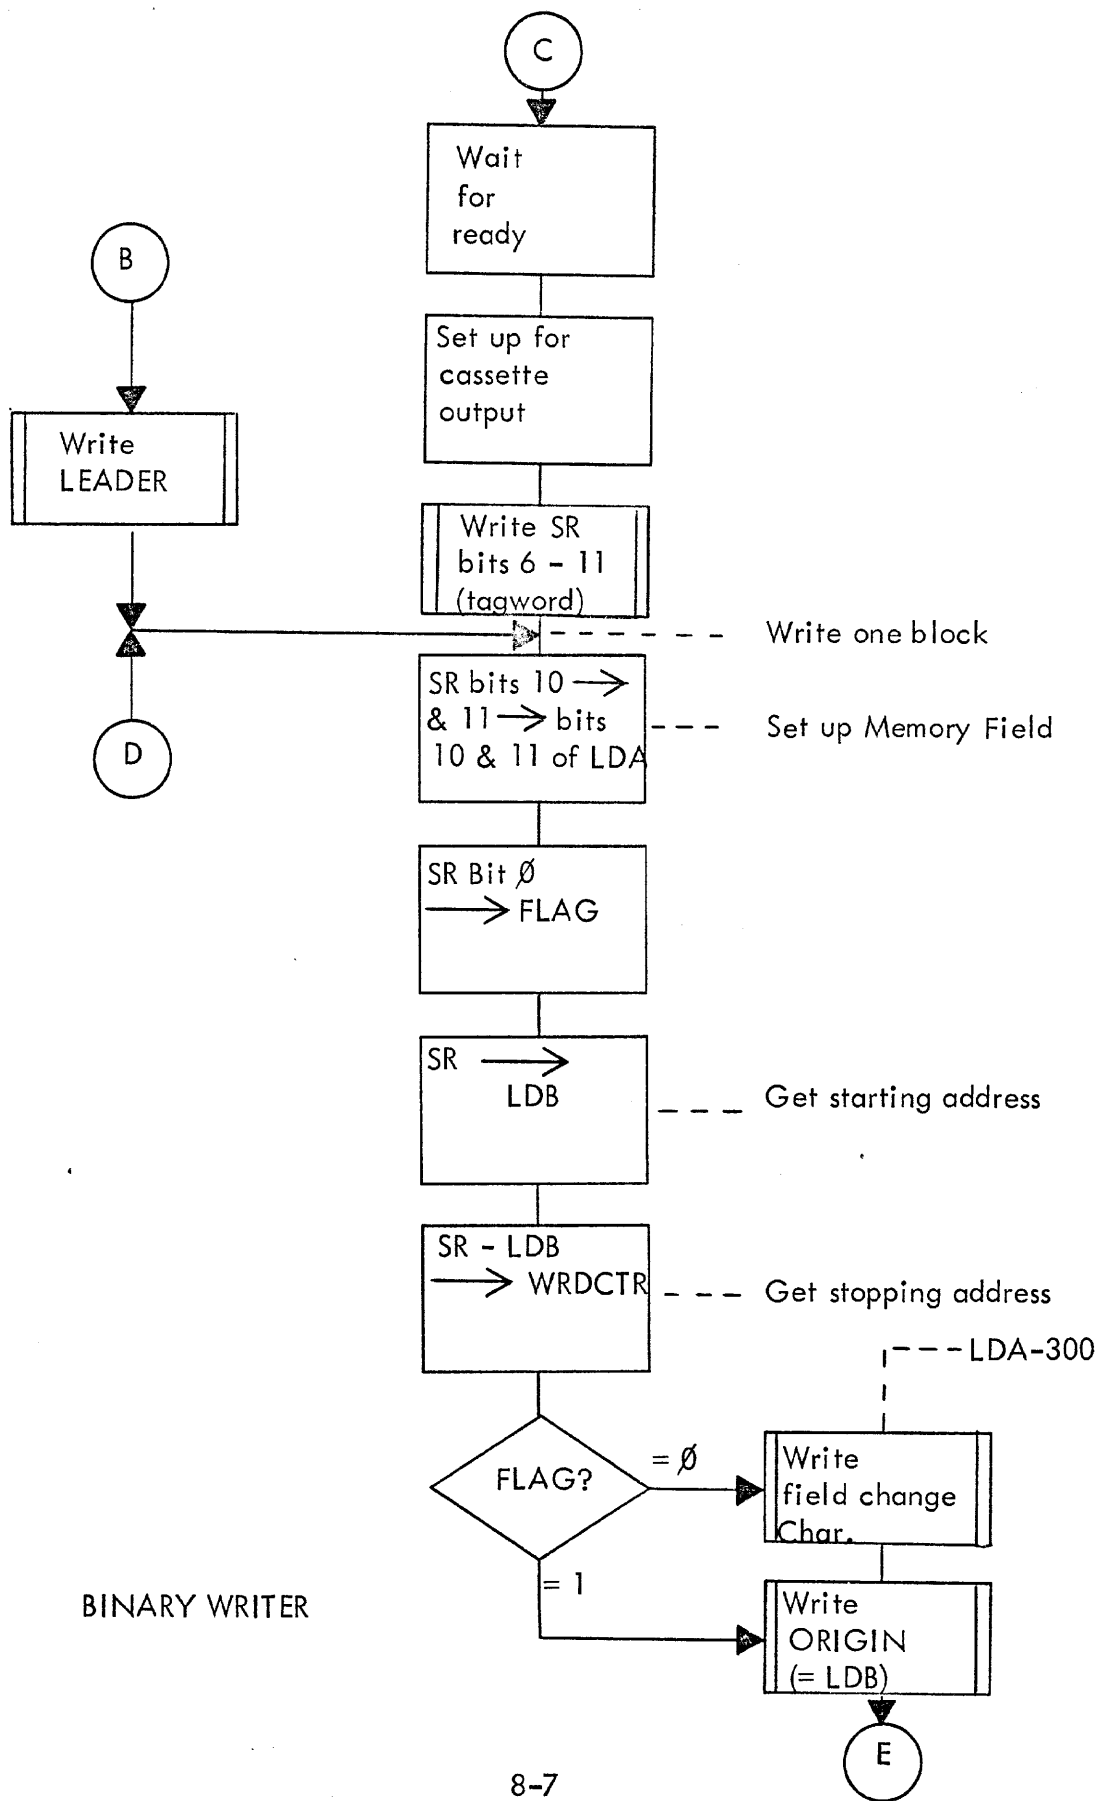 C
Wait
for
ready
B
Set up for
cassette
output
Write
LEADER
Write SR
bits 6 - 11
(tagword)
Write one block
SR bits 10 →
& 11 → bits
10 & 11 of LDA
Set up Memory Field
D
SR Bit Ø
→ FLAG
SR →
LDB
Get starting address
SR - LDB
→ WRDCTR
Get stopping address
LDA-300
FLAG?
= Ø
Write
field change
Char.
= 1
BINARY WRITER
Write
ORIGIN
(= LDB)
E
8-7